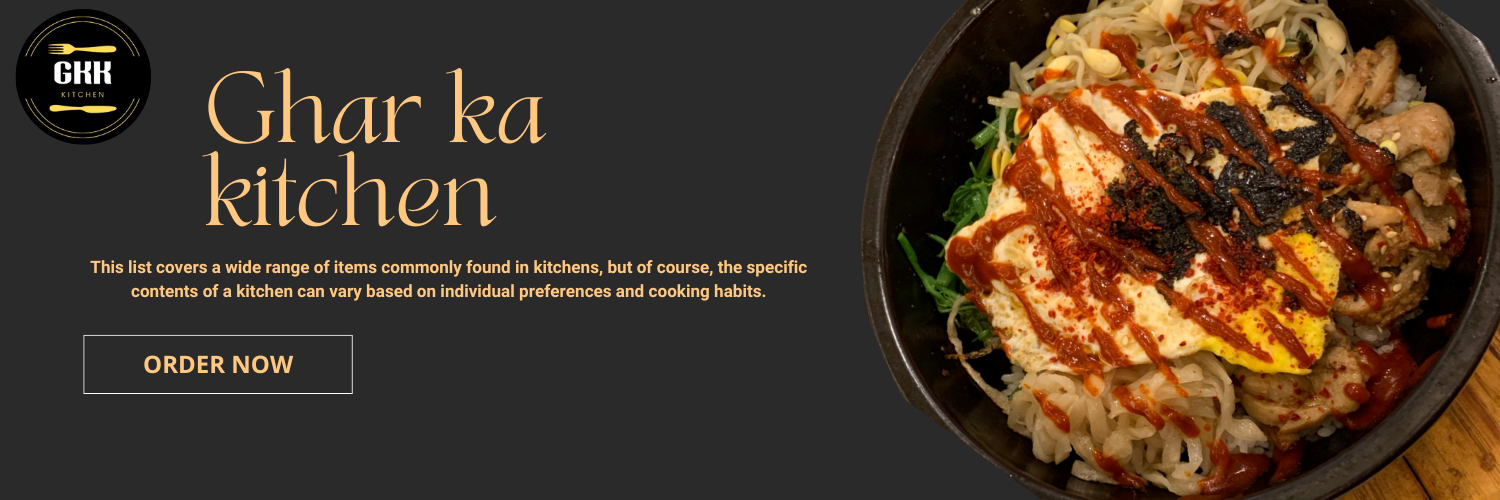 GKK
KITCHEN
Ghar ka
kitchen
This list covers a wide range of items commonly found in kitchens, but of course, the specific
contents of a kitchen can vary based on individual preferences and cooking habits.
ORDER NOW